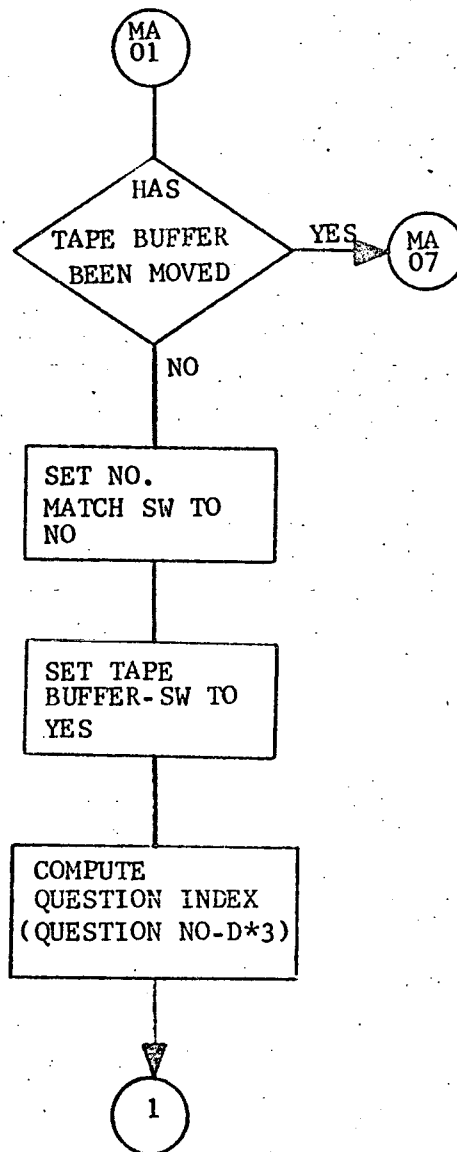 MA
01
HAS
TAPE BUFFER
BEEN MOVED
YES
MA
07
NO
SET NO.
MATCH SW TO
NO
SET TAPE
BUFFER-SW TO
YES
COMPUTE
QUESTION INDEX
(QUESTION NO-D*3)
1